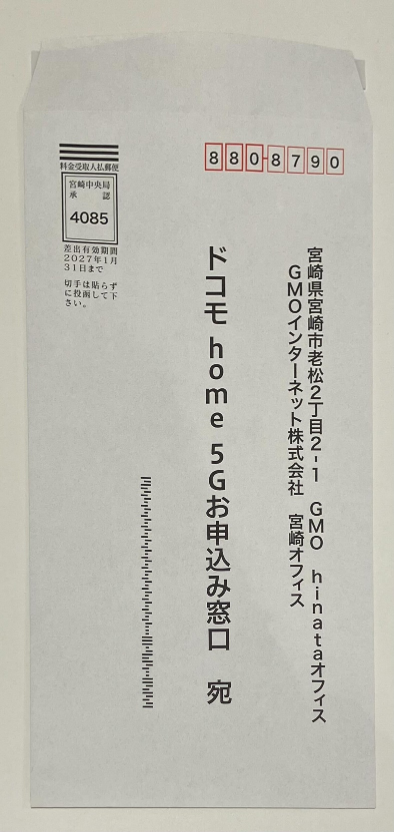 料金受取人払郵便
宮崎中央局
承認
4085
差出有効期間
2027年1月
31日まで
切手は貼らず
に投函して下
さい。
880-8790
宮崎県宮崎市老松2丁目2-1 GMO hinataオフィス
GMOインターネット株式会社 宮崎オフィス
ドコモ home 5Gお申込み窓口 宛